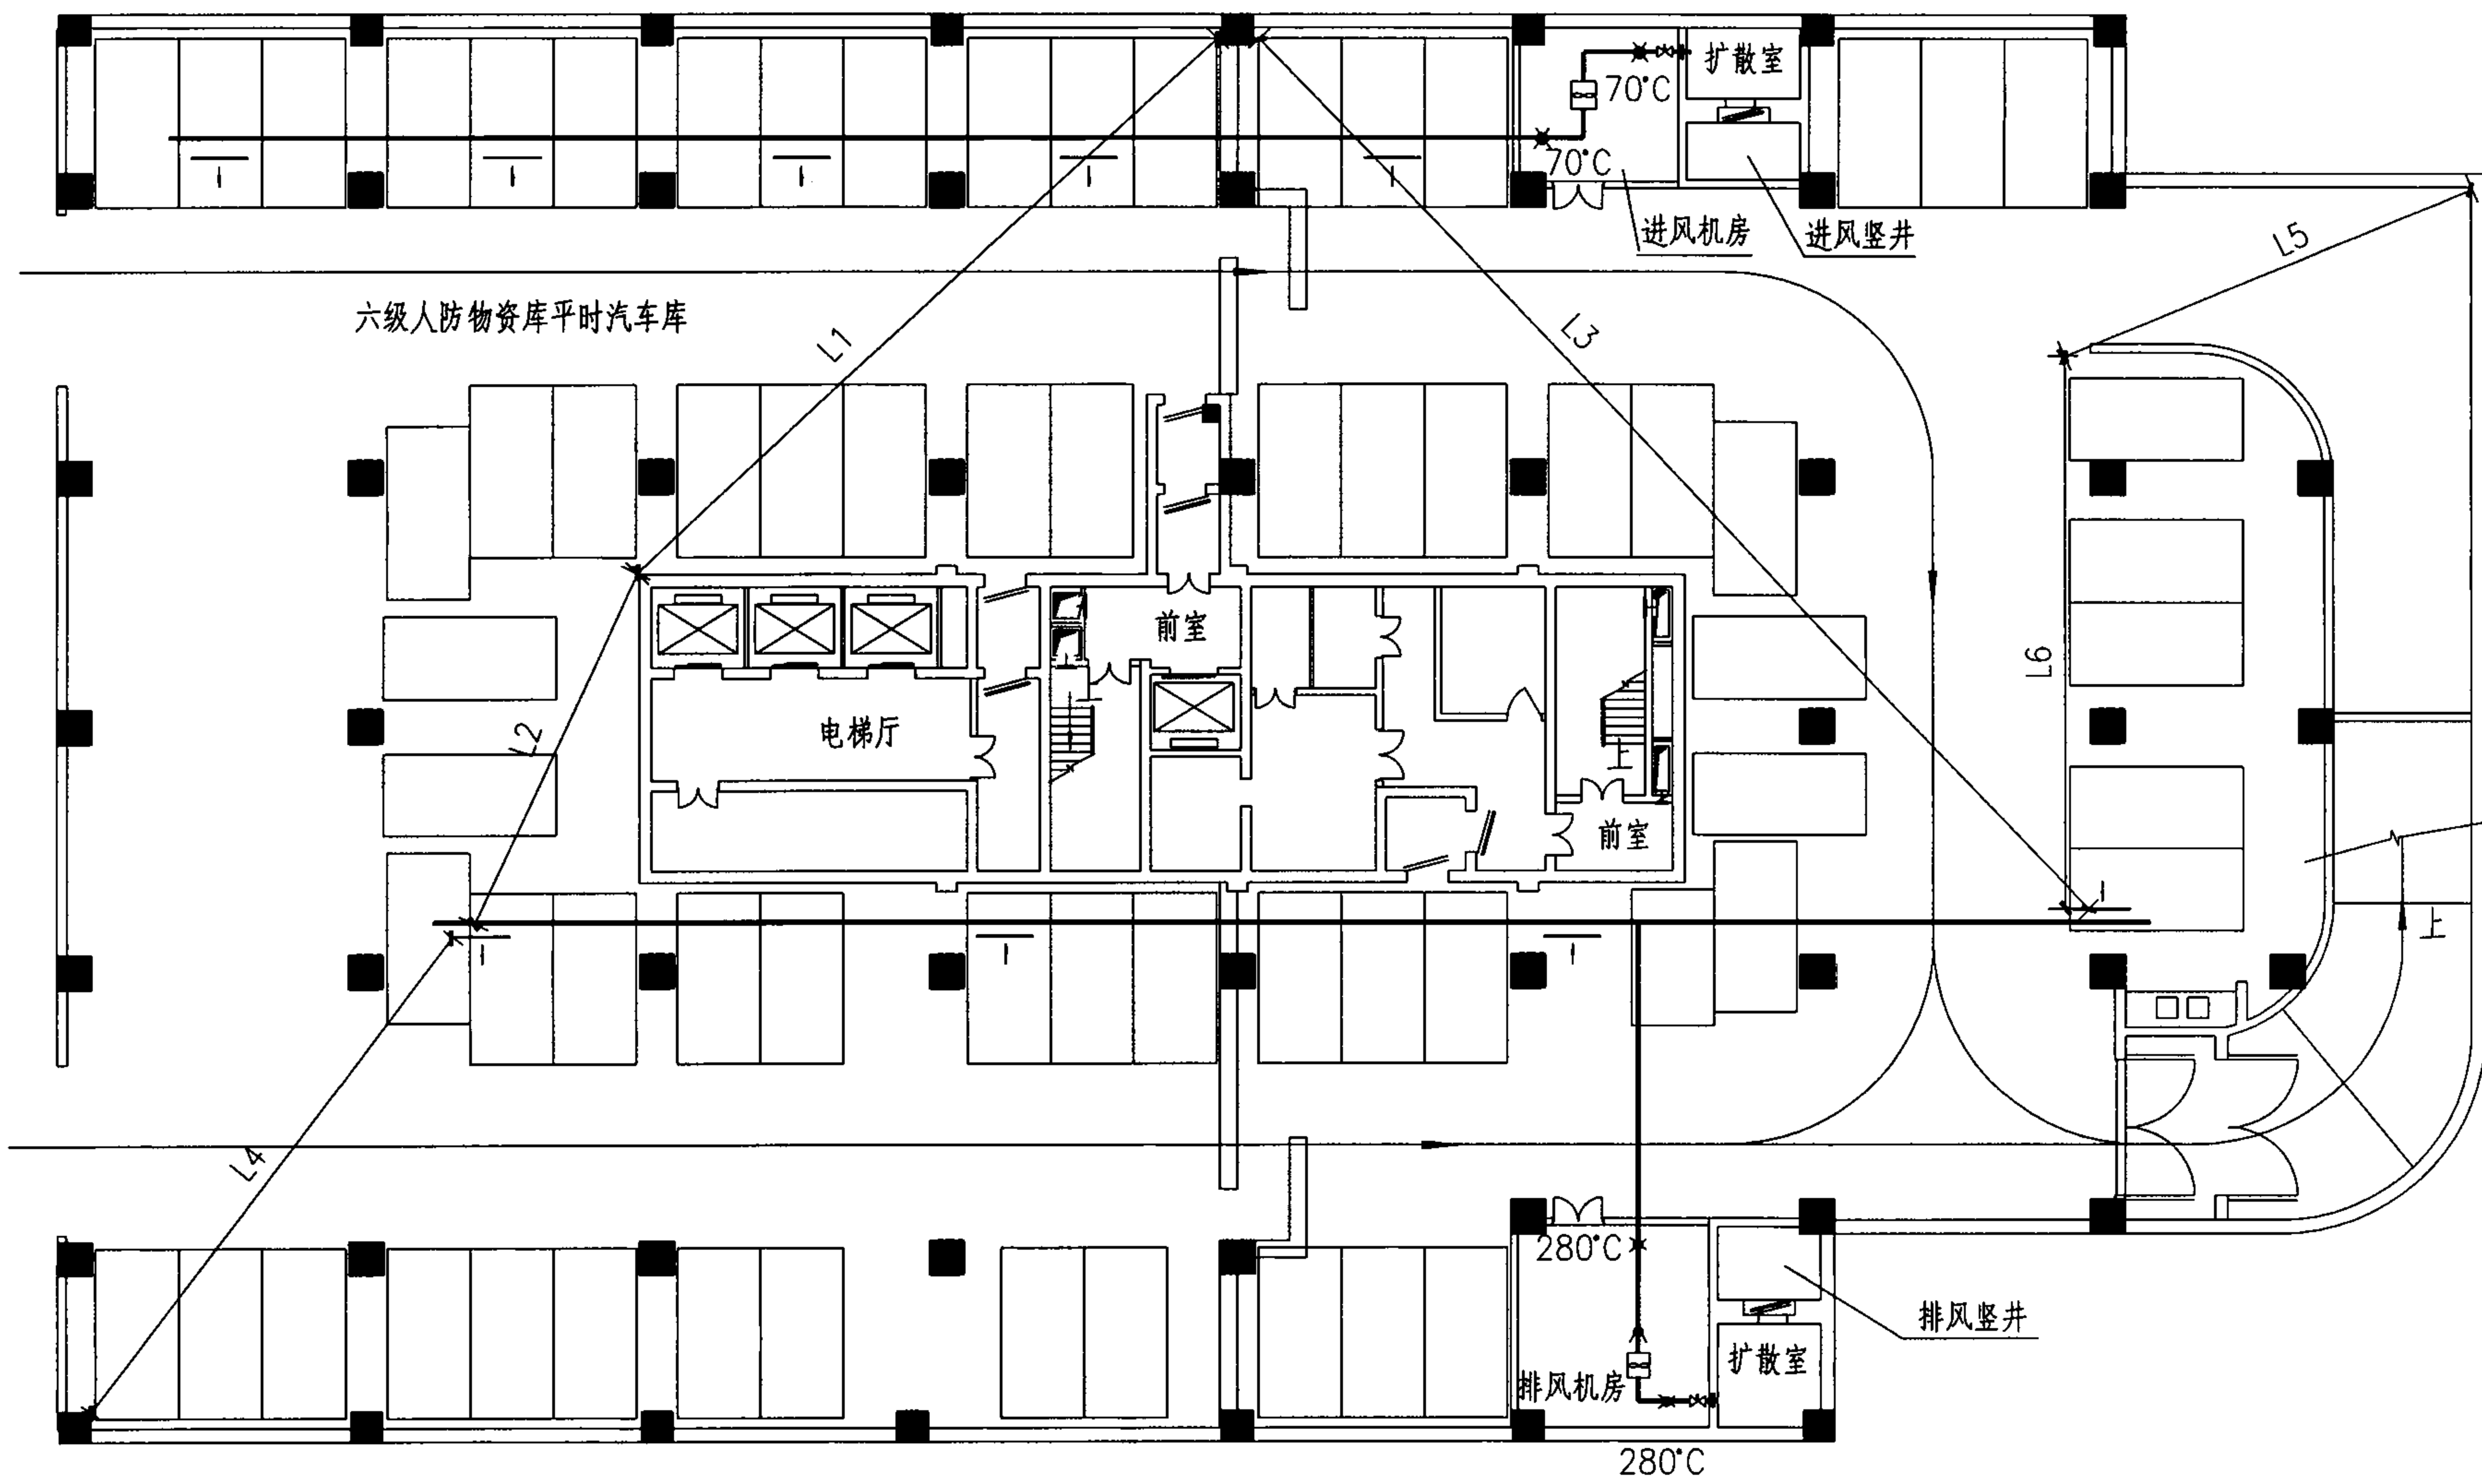 扩散室
70°C
70°C
进风机房
进风竖井
L5
六级人防物资库平时汽车库
L1
L3
前室
L6
L2
电梯厅
上
前室
上
L4
280°C
排风竖井
扩散室
排风机房
280°C